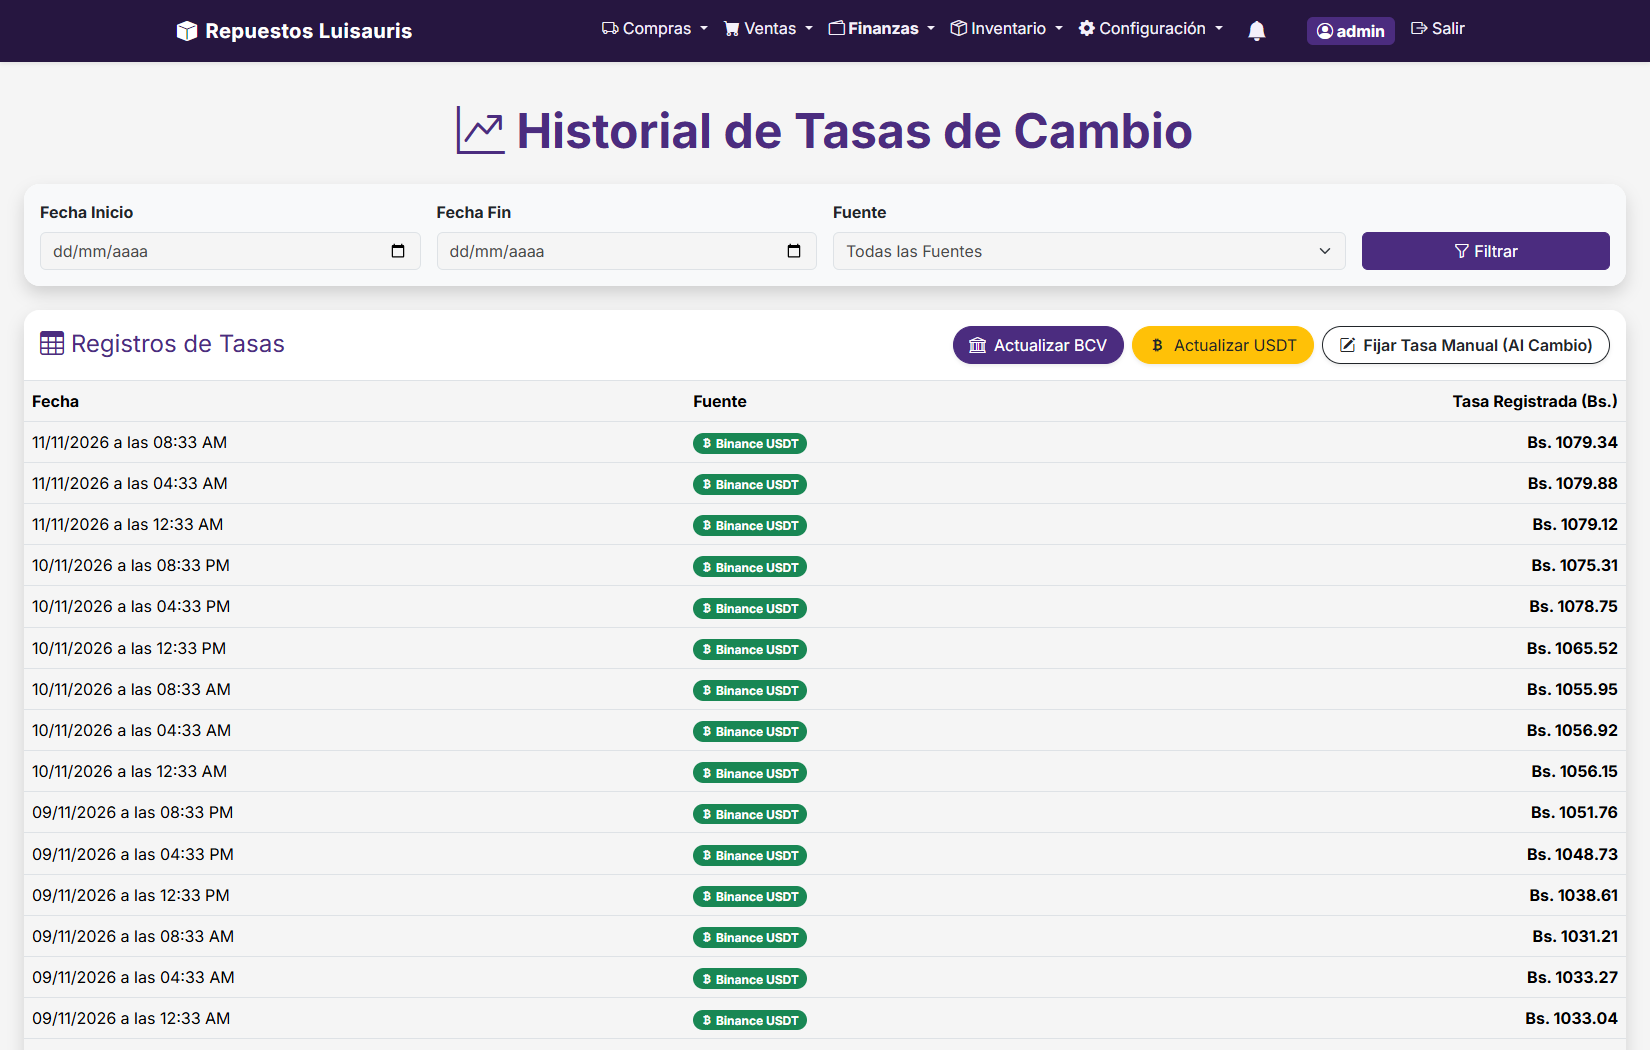 Repuestos Luisauris
Compras
Ventas
Finanzas
Inventario
Configuración
admin
Salir
Historial de Tasas de Cambio
Fecha Inicio
Fecha Fin
Fuente
dd/mm/aaaa
dd/mm/aaaa
Todas las Fuentes
Filtrar
Registros de Tasas
Actualizar BCV
Actualizar USDT
Fijar Tasa Manual (Al Cambio)
Fecha Fuente Tasa Registrada (Bs.)
11/11/2026 a las 08:33 AM Binance USDT Bs. 1079.34
11/11/2026 a las 04:33 AM Binance USDT Bs. 1079.88
11/11/2026 a las 12:33 AM Binance USDT Bs. 1079.12
10/11/2026 a las 08:33 PM Binance USDT Bs. 1075.31
10/11/2026 a las 04:33 PM Binance USDT Bs. 1078.75
10/11/2026 a las 12:33 PM Binance USDT Bs. 1065.52
10/11/2026 a las 08:33 AM Binance USDT Bs. 1055.95
10/11/2026 a las 04:33 AM Binance USDT Bs. 1056.92
10/11/2026 a las 12:33 AM Binance USDT Bs. 1056.15
09/11/2026 a las 08:33 PM Binance USDT Bs. 1051.76
09/11/2026 a las 04:33 PM Binance USDT Bs. 1048.73
09/11/2026 a las 12:33 PM Binance USDT Bs. 1038.61
09/11/2026 a las 08:33 AM Binance USDT Bs. 1031.21
09/11/2026 a las 04:33 AM Binance USDT Bs. 1033.27
09/11/2026 a las 12:33 AM Binance USDT Bs. 1033.04